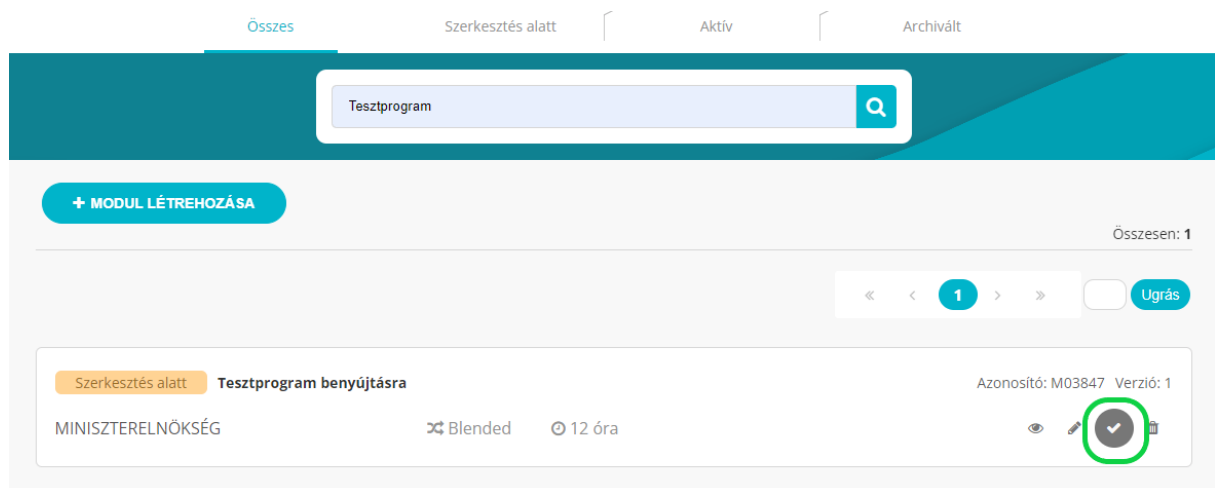 Összes Szerkesztés alatt Aktív Archivált
Tesztprogram
+ MODUL LÉTREHOZÁSA
Összesen: 1
« < 1 > » Ugrás
Szerkesztés alatt Tesztprogram benyújtásra Azonosító: M03847 Verzió: 1
MINISZTERELNÖKSÉG Blended 12 óra